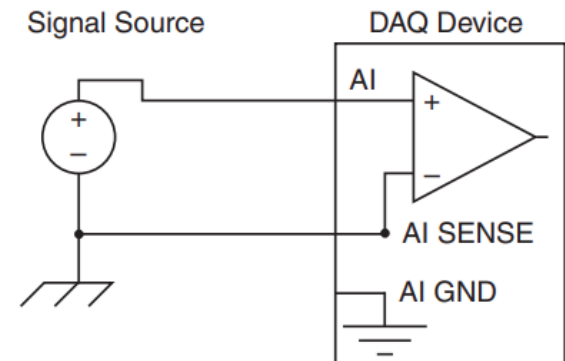 Signal Source
DAQ Device
AI
+
−
+
−
AI SENSE
AI GND